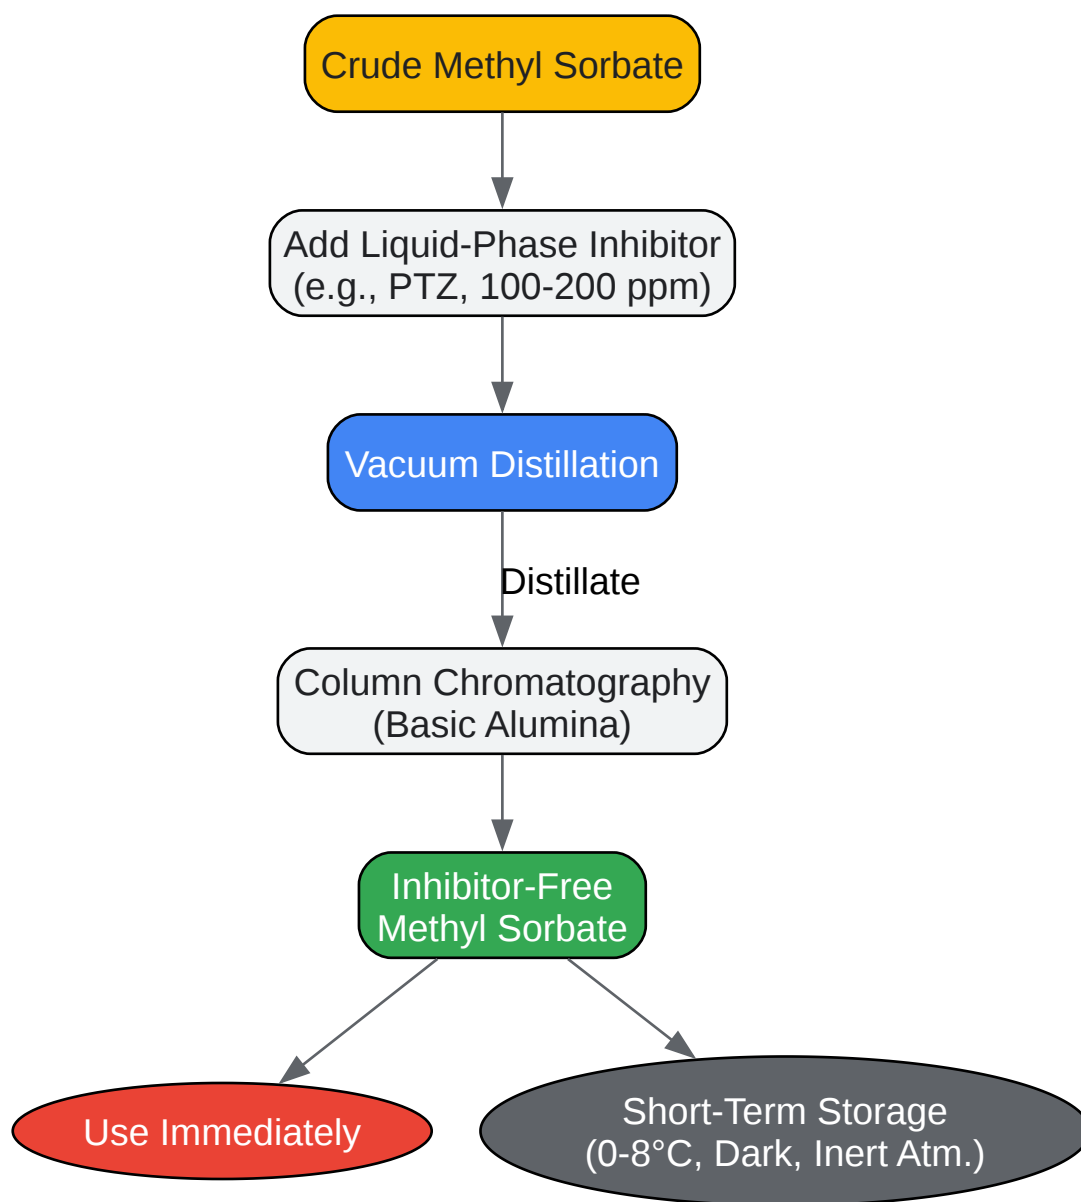 Crude Methyl Sorbate
Add Liquid-Phase Inhibitor
(e.g., PTZ, 100-200 ppm)
Vacuum Distillation
Distillate
Column Chromatography
(Basic Alumina)
Inhibitor-Free
Methyl Sorbate
Use Immediately
Short-Term Storage
(0-8°C, Dark, Inert Atm.)